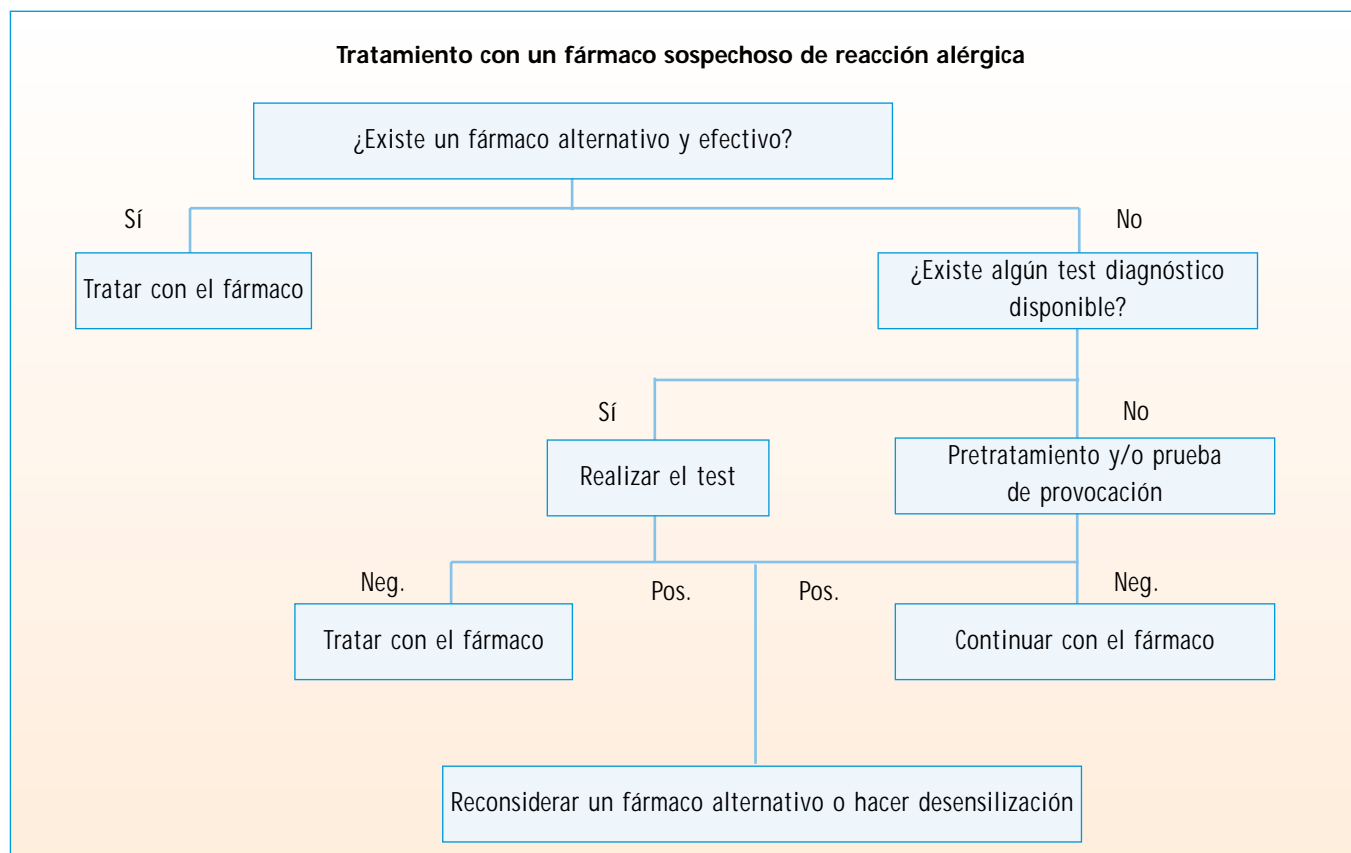 Tratamiento con un fármaco sospechoso de reacción alérgica
¿Existe un fármaco alternativo y efectivo?
Sí
No
Tratar con el fármaco
¿Existe algún test diagnóstico
disponible?
Sí
No
Realizar el test
Pretratamiento y/o prueba
de provocación
Neg.
Pos.
Pos.
Neg.
Tratar con el fármaco
Continuar con el fármaco
Reconsiderar un fármaco alternativo o hacer desensilización